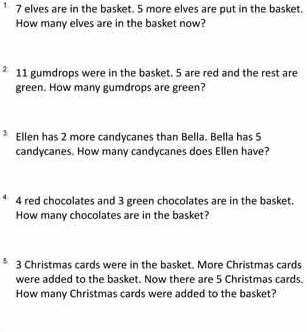 1. 7 elves are in the basket. 5 more elves are put in the basket.
How many elves are in the basket now?
2. 11 gumdrops were in the basket. 5 are red and the rest are
green. How many gumdrops are green?
3. Ellen has 2 more candycanes than Bella. Bella has 5
candycanes. How many candycanes does Ellen have?
4. 4 red chocolates and 3 green chocolates are in the basket.
How many chocolates are in the basket?
5. 3 Christmas cards were in the basket. More Christmas cards
were added to the basket. Now there are 5 Christmas cards.
How many Christmas cards were added to the basket?